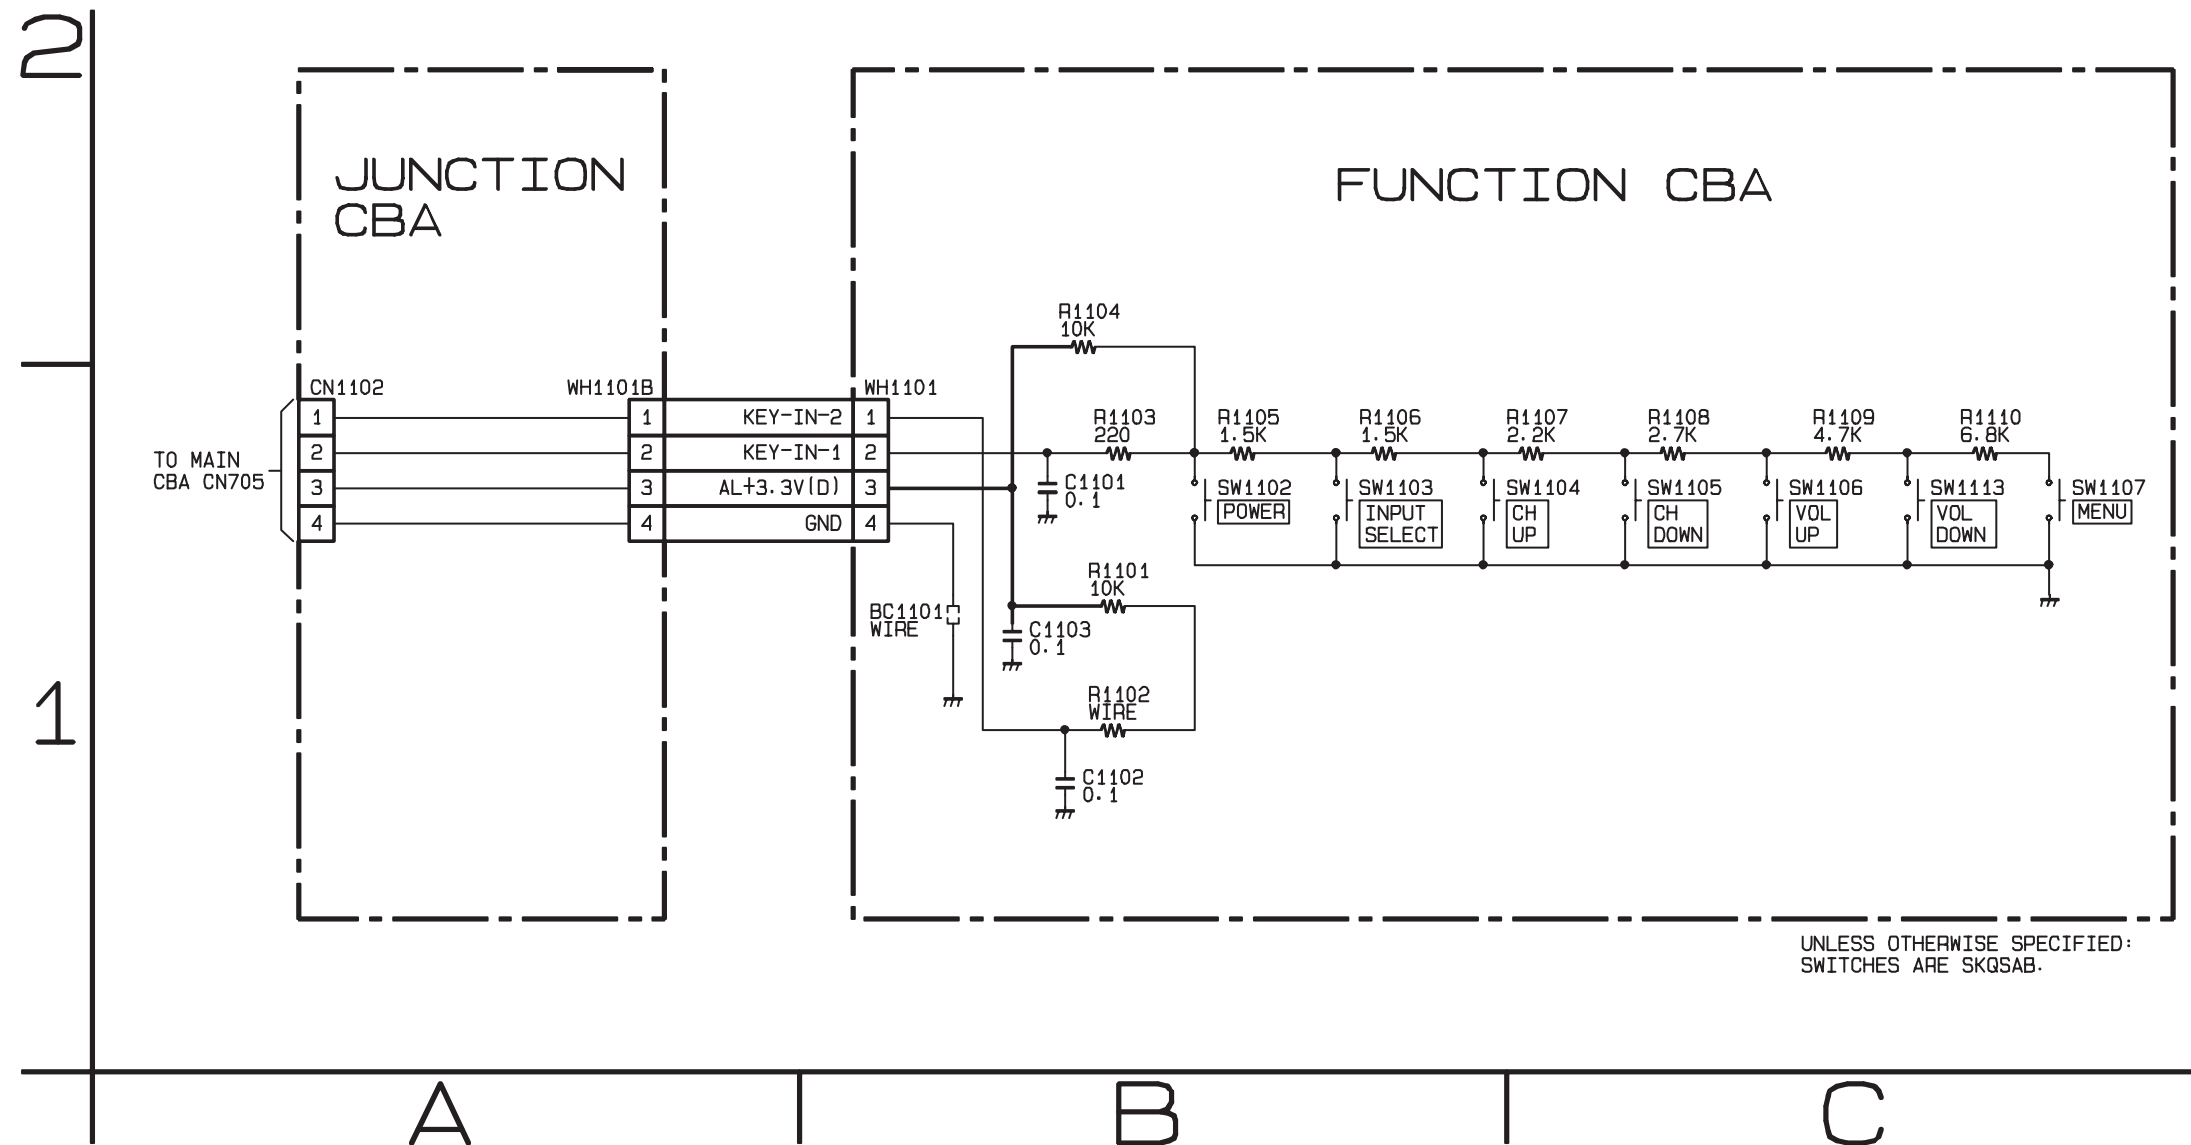 2
JUNCTION
CBA
FUNCTION CBA
R1104
10K
CN1102
WH1101B
WH1101
1
1
KEY-IN-2
1
2
2
KEY-IN-1
2
3
3
AL+3.3V(D)
3
4
4
GND
4
TO MAIN
CBA CN705
R1103
220
R1105
1.5K
R1106
1.5K
R1107
2.2K
R1108
2.7K
R1109
4.7K
R1110
6.8K
C1101
0.1
SW1102
POWER
SW1103
INPUT
SELECT
SW1104
CH
UP
SW1105
CH
DOWN
SW1106
VOL
UP
SW1113
VOL
DOWN
SW1107
MENU
R1101
10K
BC1101
WIRE
C1103
0.1
1
R1102
WIRE
C1102
0.1
UNLESS OTHERWISE SPECIFIED:
SWITCHES ARE SKQSAB.
A
B
C